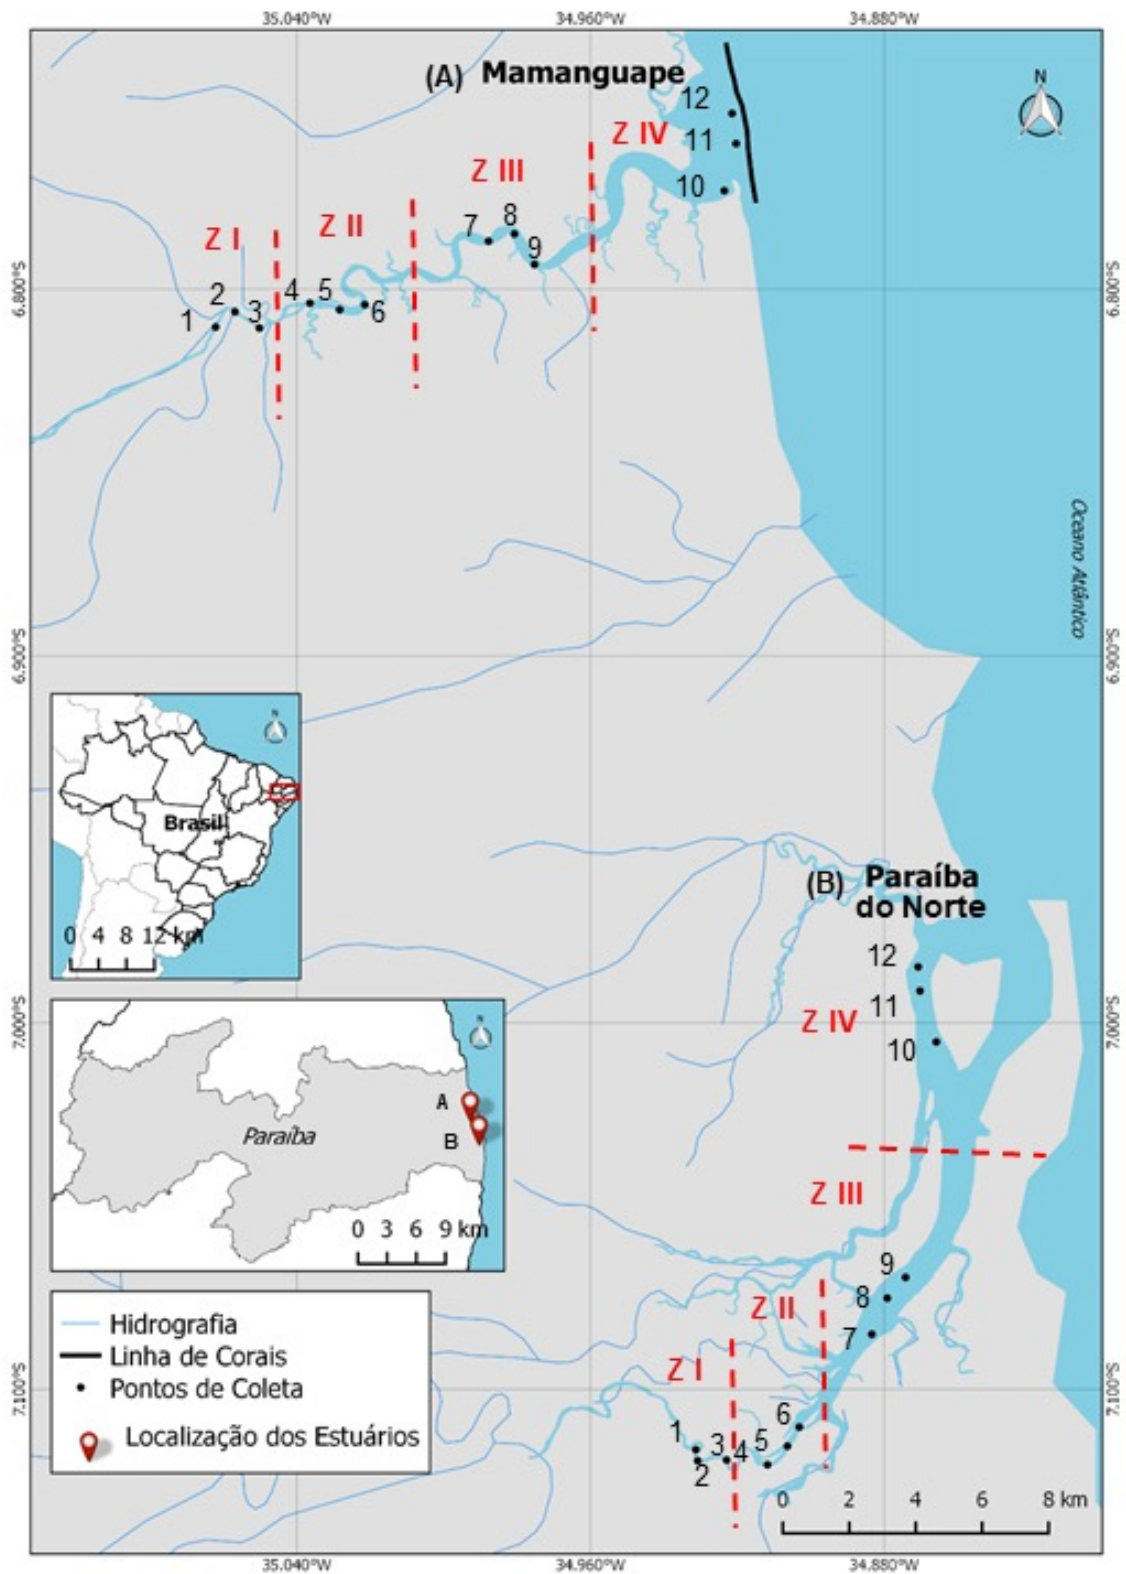 35.040°W 34.960°W 34.880°W
(A) Mamanguape
N
12
Z IV
11
Z III
10
8
7
Z II
9
Z I
6.800°S 6.800°S
2
4
5
6
1
3
Oceano Atlântico
6.900°S 6.900°S
N
Brasil
0 4 8 12 km
(B) Paraíba
do Norte
12
11
Z IV
10
7.000°S 7.000°S
N
A
B
Paraíba
0 3 6 9 km
Z III
9
8
Z II
7
Z I
7.100°S 7.100°S
6
1
3
4
5
2
Hidrografia
Linha de Corais
Pontos de Coleta
Localização dos Estuários
0 2 4 6 8 km
35.040°W 34.960°W 34.880°W